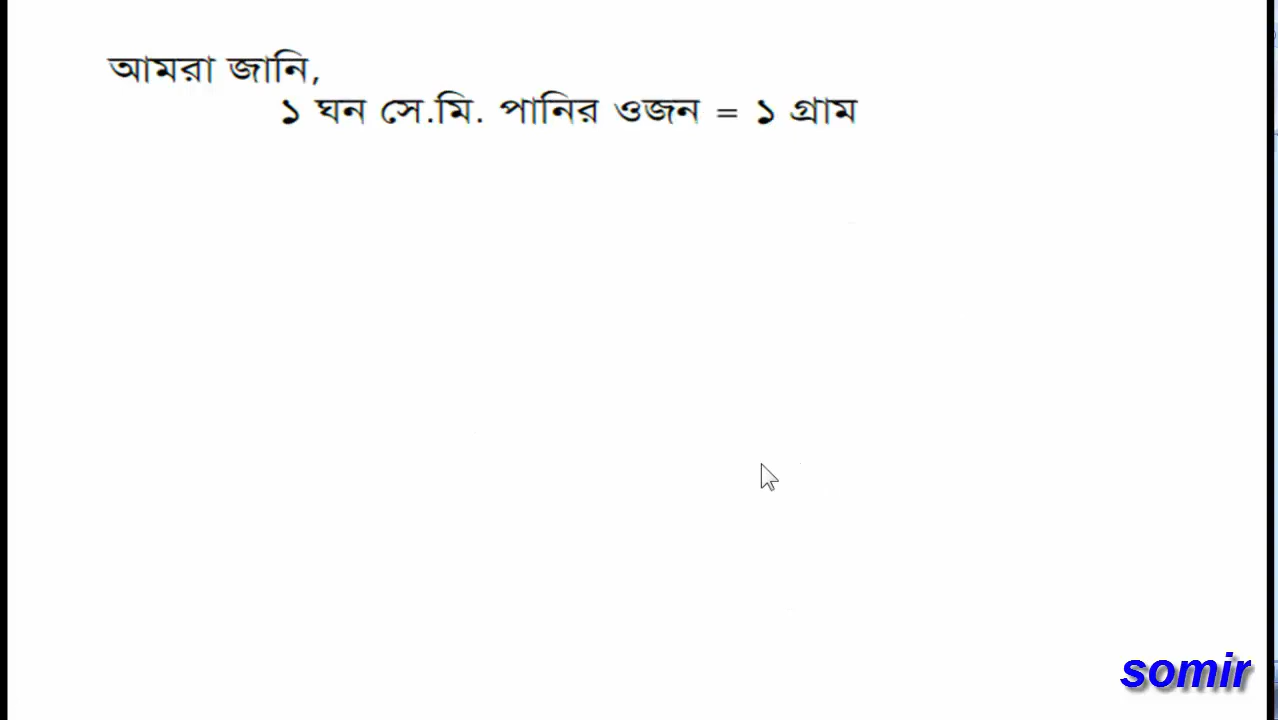 আমরা জানি,
১ ঘন সে.মি. পানির ওজন = ১ গ্রাম
somir